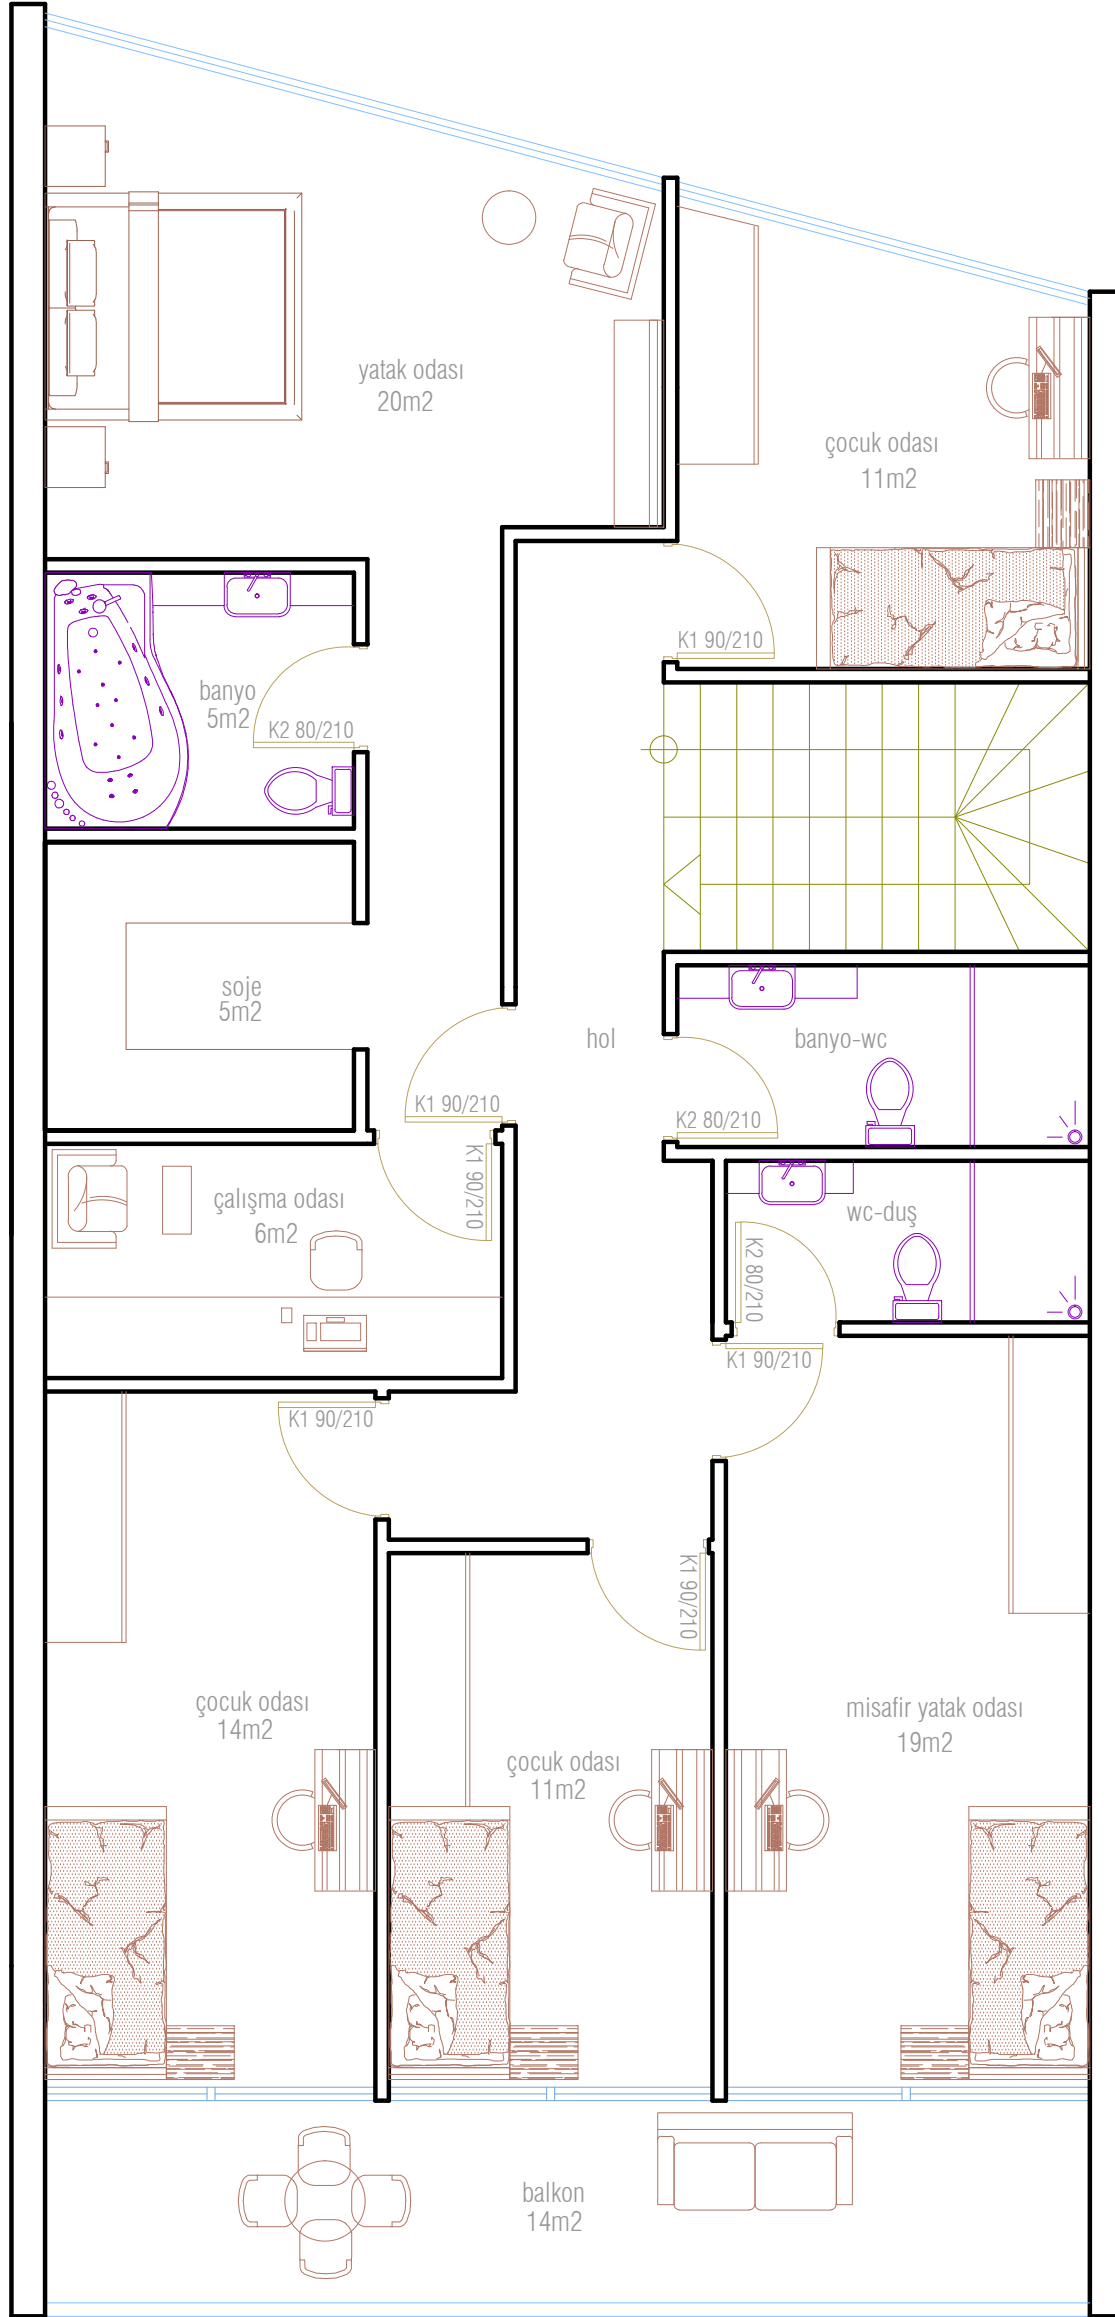 yatak odası
20m2
çocuk odası
11m2
K1 90/210
banyo
5m2
K2 80/210
soje
5m2
hol
banyo-wc
K1 90/210
K2 80/210
K1 90/210
çalışma odası
6m2
wc-duş
K2 80/210
K1 90/210
K1 90/210
K1 90/210
çocuk odası
14m2
misafir yatak odası
19m2
çocuk odası
11m2
balkon
14m2